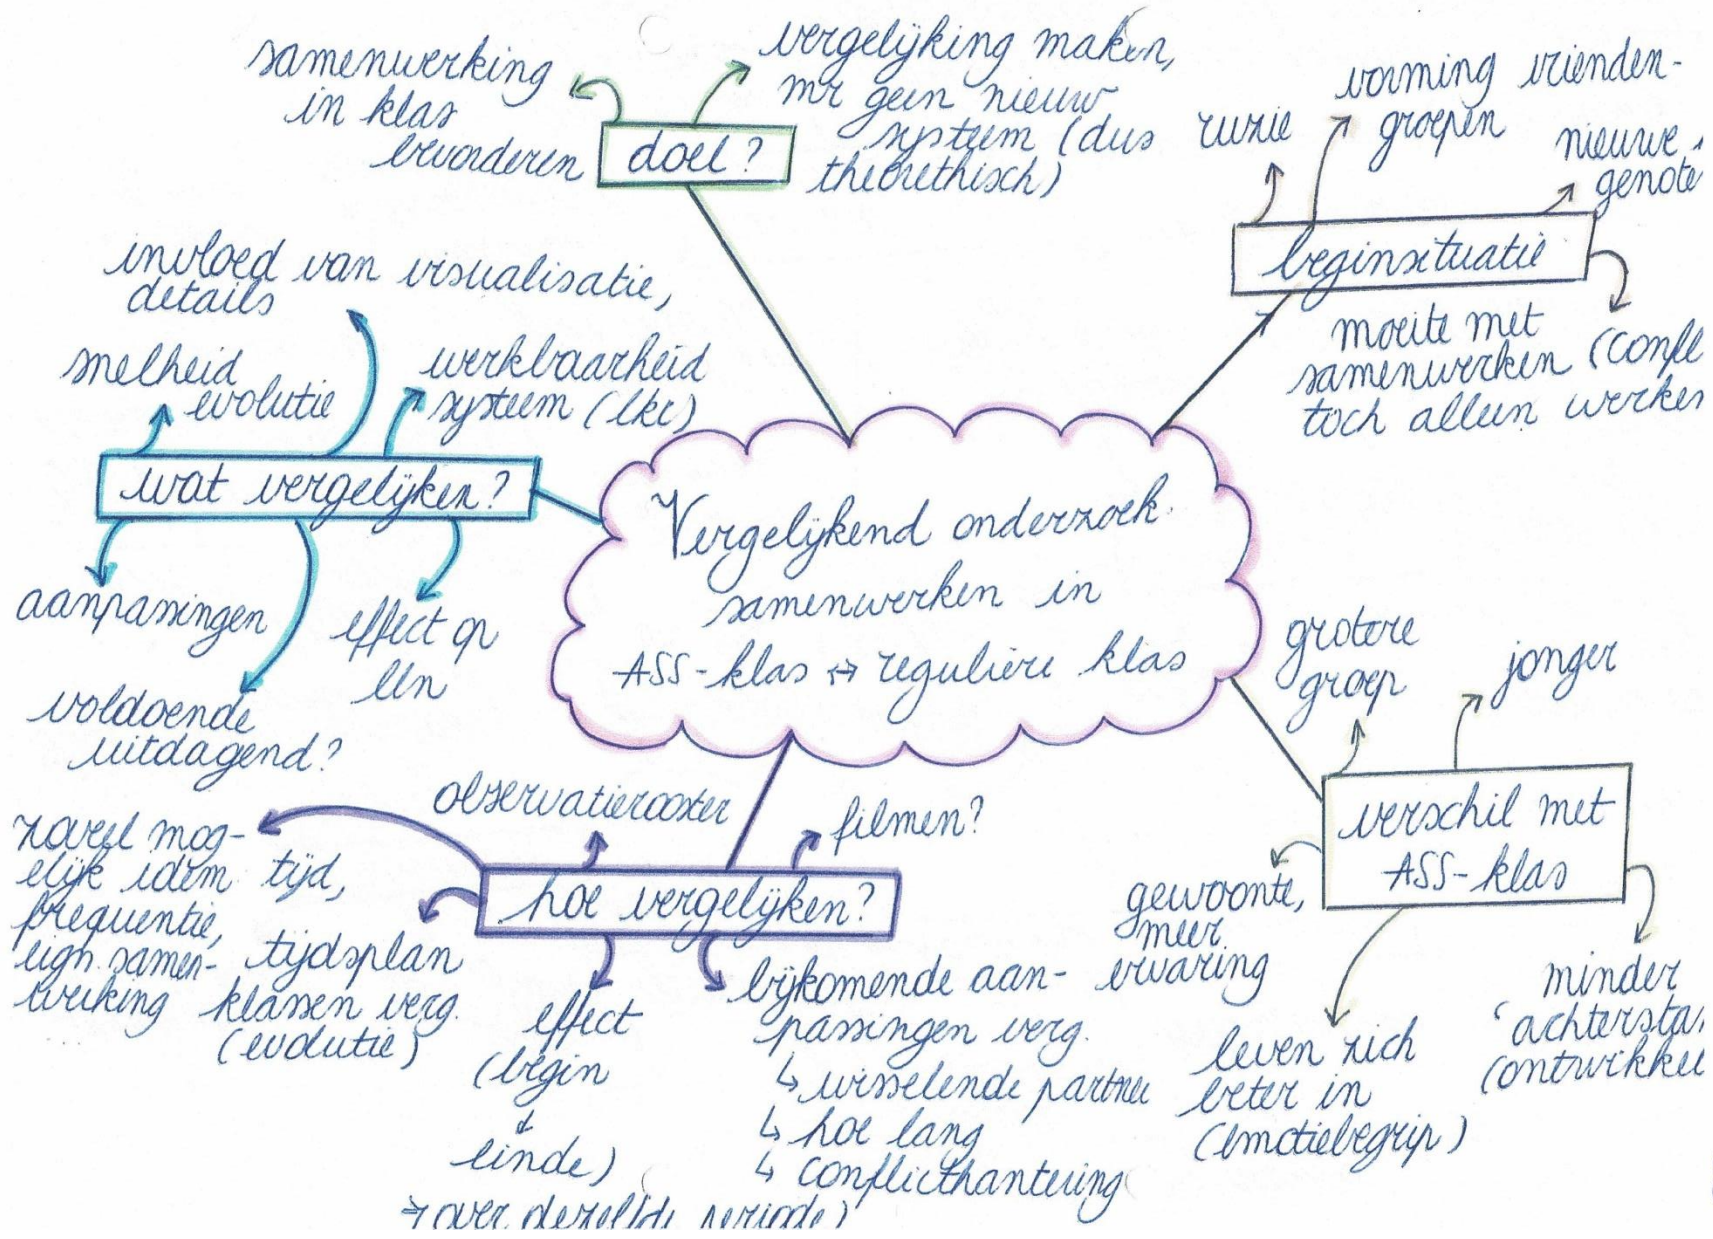 samenwerking
in klas
bevorderen
doel?
vergelijking maken,
mr geen nieuw
systeem (dus
theorethisch)
ruzie
vorming vrienden-
groepen
nieuwe
genote
beginsituatie
moeite met
samenwerken (confl
toch alleen werken
invloed van visualisatie,
details
snelheid
evolutie
werkbaarheid
systeem (lkr)
wat vergelijken?
aanpassingen
effect op
lln
voldoende
uitdagend?
Vergelijkend onderzoek
samenwerken in
ASS-klas ↔ reguliere klas
grotere
groep
jonger
verschil met
ASS-klas
gewoonte,
meer
ervaring
leven zich
beter in
(emotiebegrip)
minder
achtersta
(ontwikkel
observatierooster
filmen?
hoe vergelijken?
zoveel mog-
elijk idem tijd,
frequentie,
eign. samen-
werking
tijdsplan
klassen verg.
(evolutie)
effect
(begin
↓
einde)
→ over dezelfde periode)
bijkomende aan-
passingen verg.
↳ wisselende partner
↳ hoe lang
↳ conflicthantering